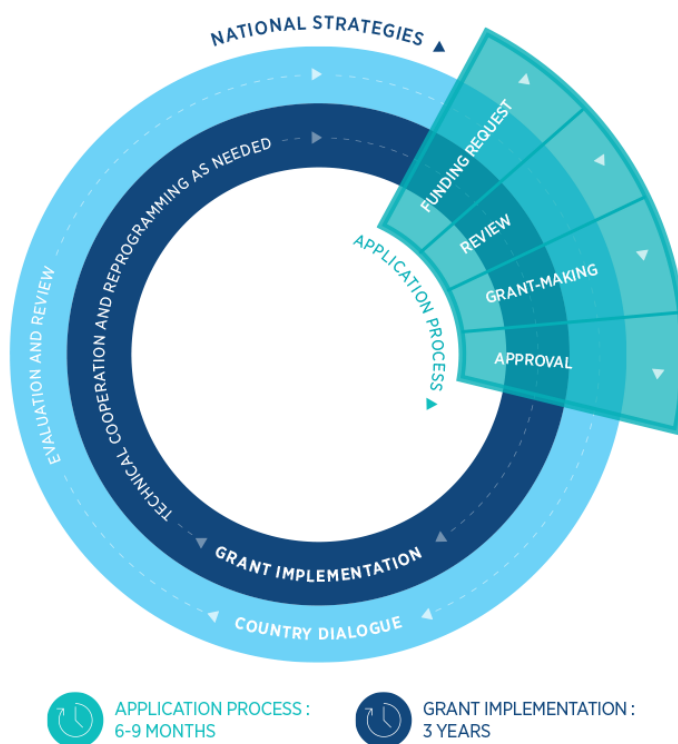 NATIONAL STRATEGIES
FUNDING REQUEST
REVIEW
GRANT-MAKING
APPROVAL
APPLICATION PROCESS
TECHNICAL COOPERATION AND REPROGRAMMING AS NEEDED
EVALUATION AND REVIEW
GRANT IMPLEMENTATION
COUNTRY DIALOGUE
APPLICATION PROCESS :
6-9 MONTHS
GRANT IMPLEMENTATION :
3 YEARS